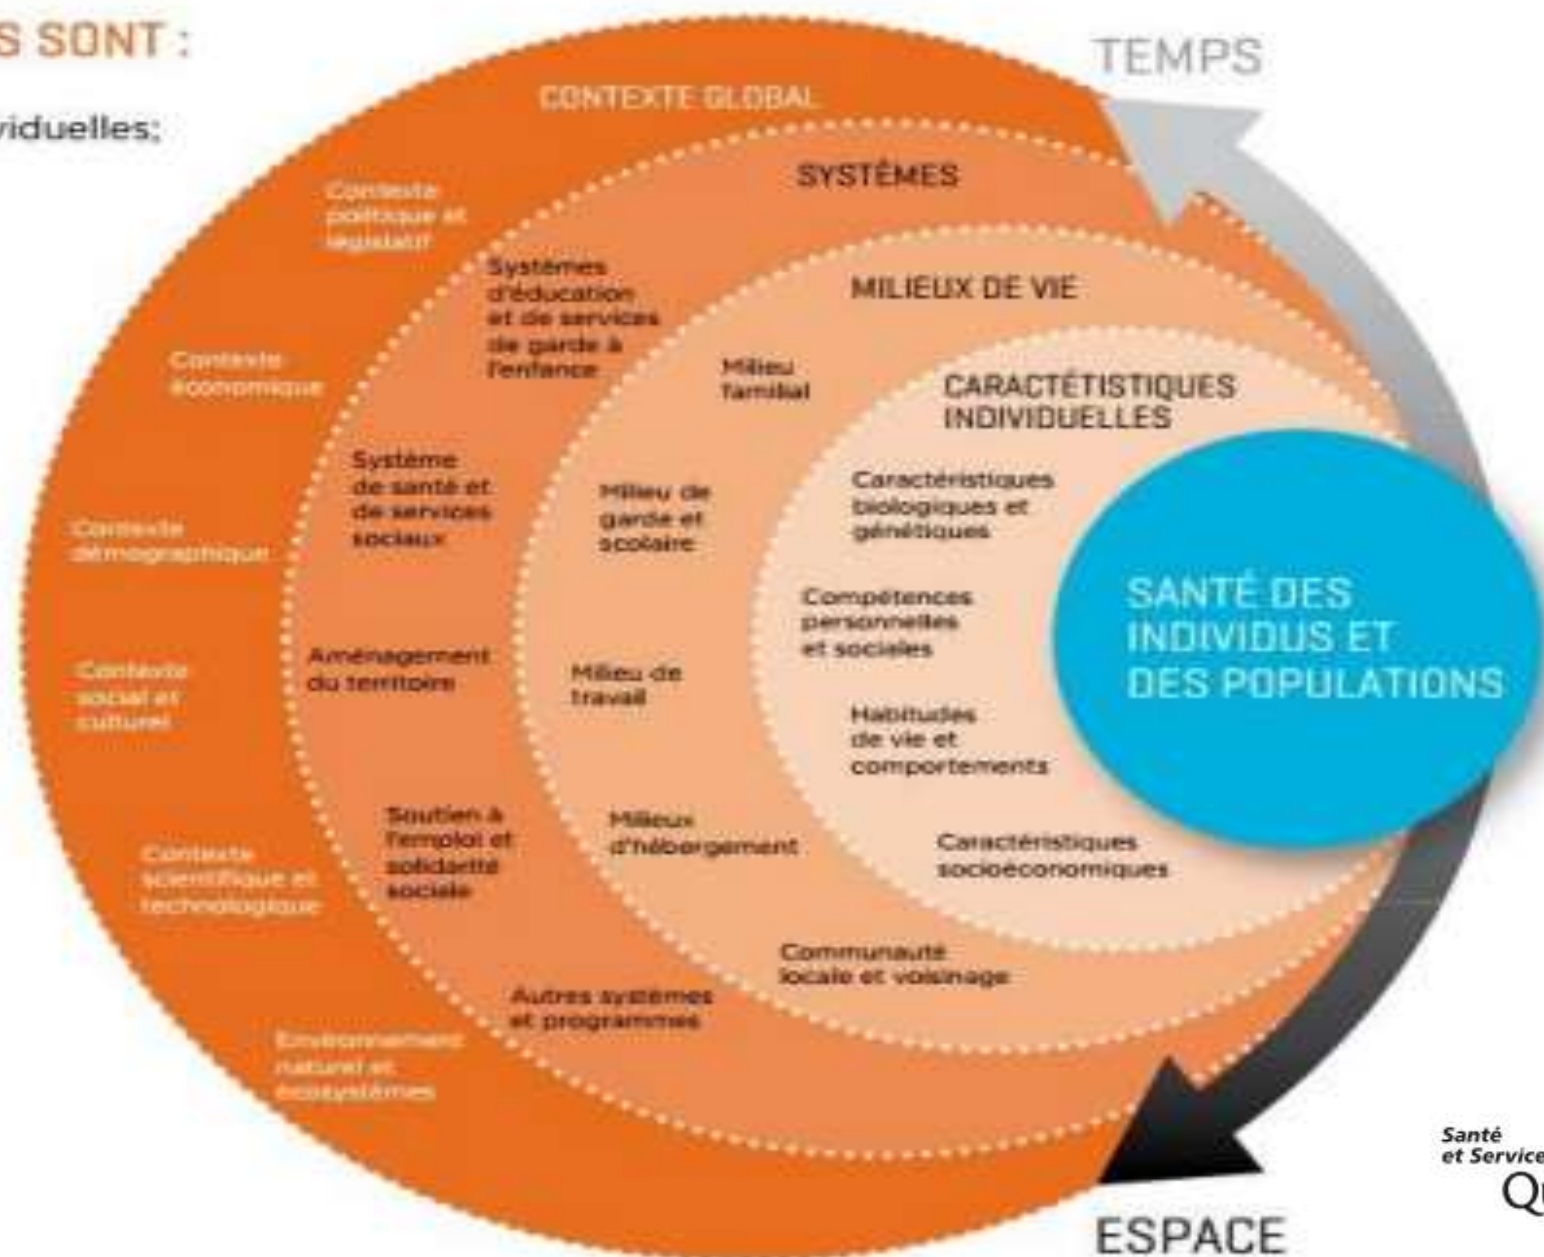 S SONT :
viduelles;
TEMPS
CONTEXTE GLOBAL
Contexte
politique et
législatif
Contexte
économique
Contexte
démographique
Contexte
social et
culturel
Contexte
scientifique et
technologique
Environnement
naturel et
écosystèmes
SYSTÈMES
Systèmes
d'éducation
et de services
de garde à
l'enfance
Système
de santé et
de services
sociaux
Aménagement
du territoire
Soutien à
l'emploi et
solidarité
sociale
Autres systèmes
et programmes
MILIEUX DE VIE
Milieu
familial
Milieu de
garde et
scolaire
Milieu de
travail
Milieux
d'hébergement
Communauté
locale et voisinage
CARACTÉTISTIQUES
INDIVIDUELLES
Caractéristiques
biologiques et
génétiques
Compétences
personnelles
et sociales
Habitudes
de vie et
comportements
Caractéristiques
socioéconomiques
SANTÉ DES
INDIVIDUS ET
DES POPULATIONS
ESPACE
Santé
et Service
Qu